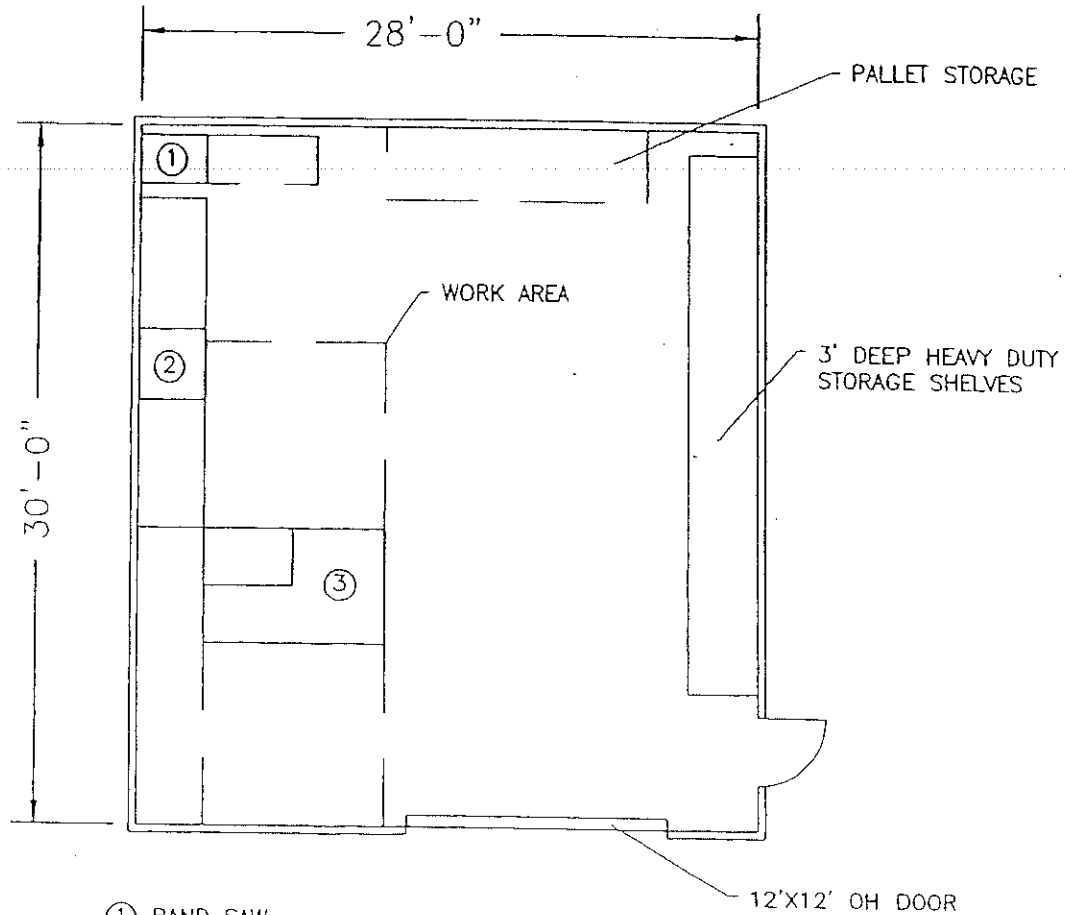 28'-0"
PALLET STORAGE
①
WORK AREA
②
3' DEEP HEAVY DUTY
STORAGE SHELVES
30'-0"
③
12'X12' OH DOOR
① BAND SAW